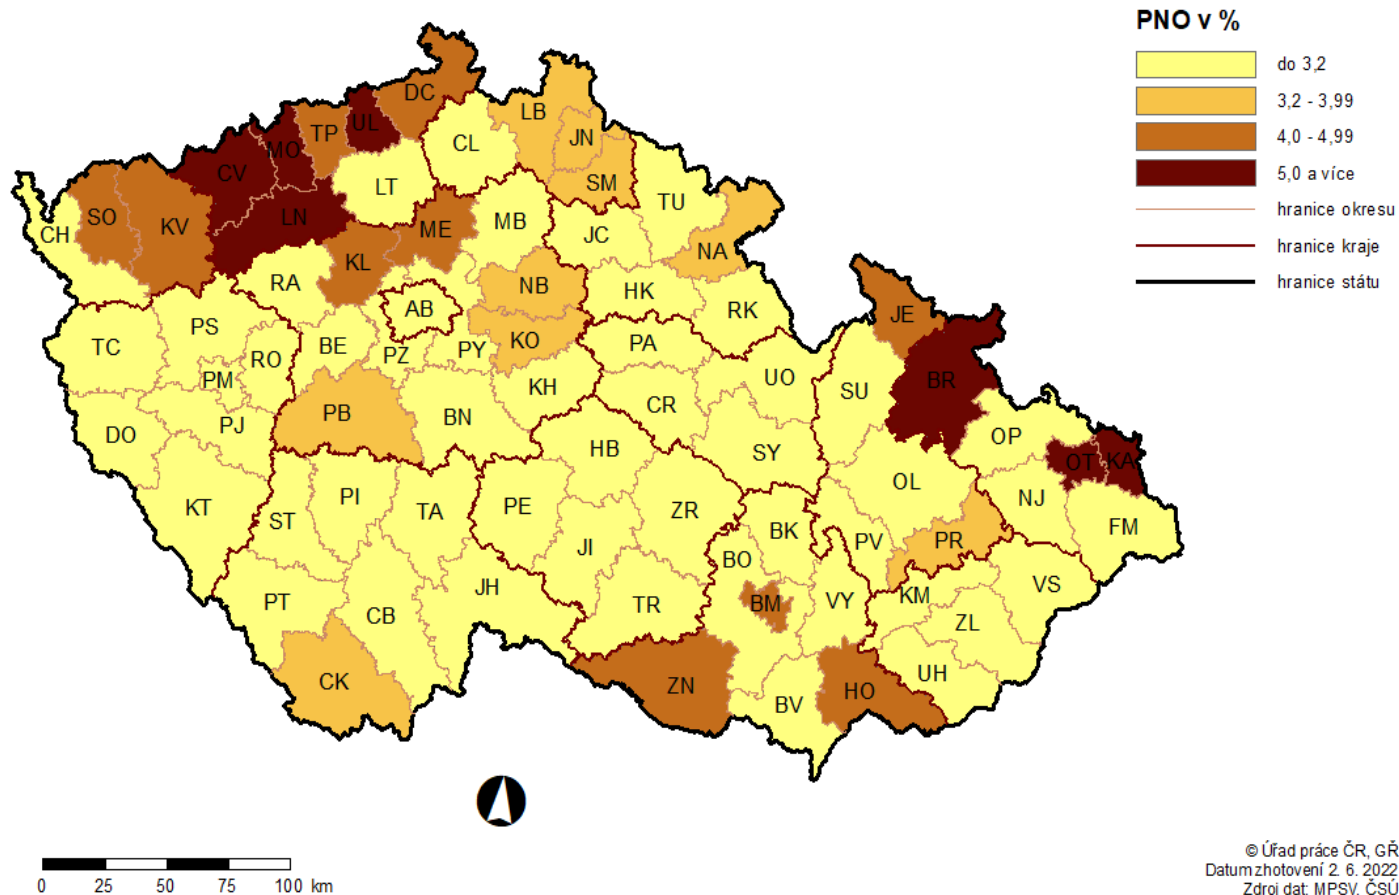 PNO v %
do 3,2
3,2 - 3,99
4,0 - 4,99
5,0 a více
hranice okresu
hranice kraje
hranice státu
DC
LB
UL
TP
JN
MO
CL
CV
LT
SM
SO
KV
LN
TU
CH
ME
MB
JC
NA
KL
RA
NB
HK
AB
RK
JE
PS
TC
RO
BE
PZ
PY
KO
PA
PM
UO
KH
BR
SU
PB
BN
CR
DO
PJ
OP
HB
SY
OT
KA
OL
KT
ST
PI
TA
PE
ZR
NJ
FM
BK
JI
BO
PV
PR
JH
VS
PT
CB
TR
BM
VY
KM
ZL
CK
ZN
HO
UH
BV
0 25 50 75 100 km
© Úřad práce ČR, GŘ
Datum zhotovení 2. 6. 2022
Zdroj dat: MPSV, ČSÚ